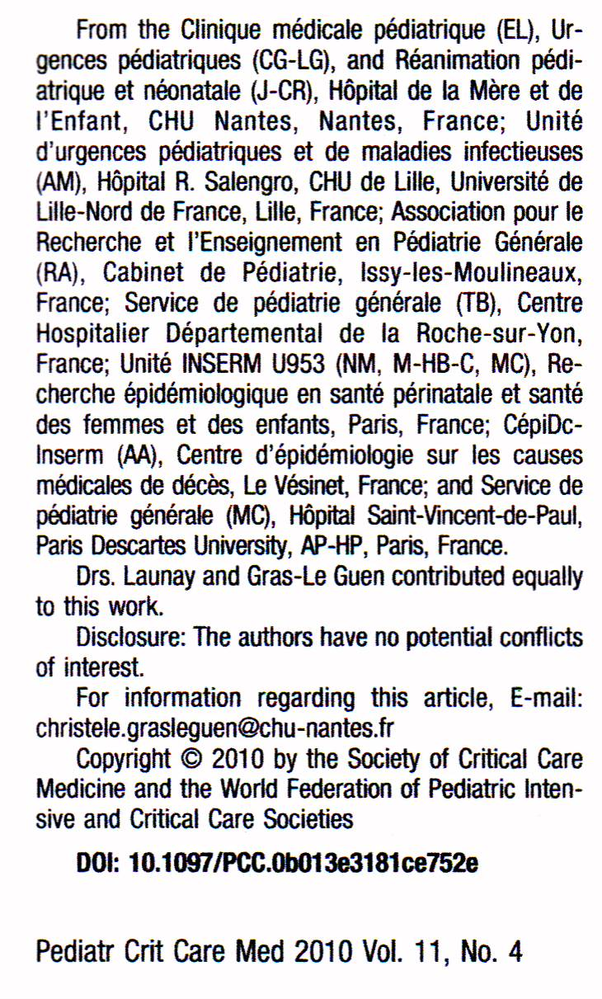 From the Clinique médicale pédiatrique (EL), Ur-
gences pédiatriques (CG-LG), and Réanimation pédi-
atrique et néonatale (J-CR), Hôpital de la Mère et de
l'Enfant, CHU Nantes, Nantes, France; Unité
d'urgences pédiatriques et de maladies infectieuses
(AM), Hôpital R. Salengro, CHU de Lille, Université de
Lille-Nord de France, Lille, France; Association pour le
Recherche et l'Enseignement en Pédiatrie Générale
(RA), Cabinet de Pédiatrie, Issy-les-Moulineaux,
France; Service de pédiatrie générale (TB), Centre
Hospitalier Départemental de la Roche-sur-Yon,
France; Unité INSERM U953 (NM, M-HB-C, MC), Re-
cherche épidémiologique en santé périnatale et santé
des femmes et des enfants, Paris, France; CépiDc-
Inserm (AA), Centre d'épidémiologie sur les causes
médicales de décès, Le Vésinet, France; and Service de
pédiatrie générale (MC), Hôpital Saint-Vincent-de-Paul,
Paris Descartes University, AP-HP, Paris, France.
Drs. Launay and Gras-Le Guen contributed equally
to this work.
Disclosure: The authors have no potential conflicts
of interest.
For information regarding this article, E-mail:
christele.grasleguen@chu-nantes.fr
Copyright © 2010 by the Society of Critical Care
Medicine and the World Federation of Pediatric Inten-
sive and Critical Care Societies
DOI: 10.1097/PCC.0b013e3181ce752e
Pediatr Crit Care Med 2010 Vol. 11, No. 4